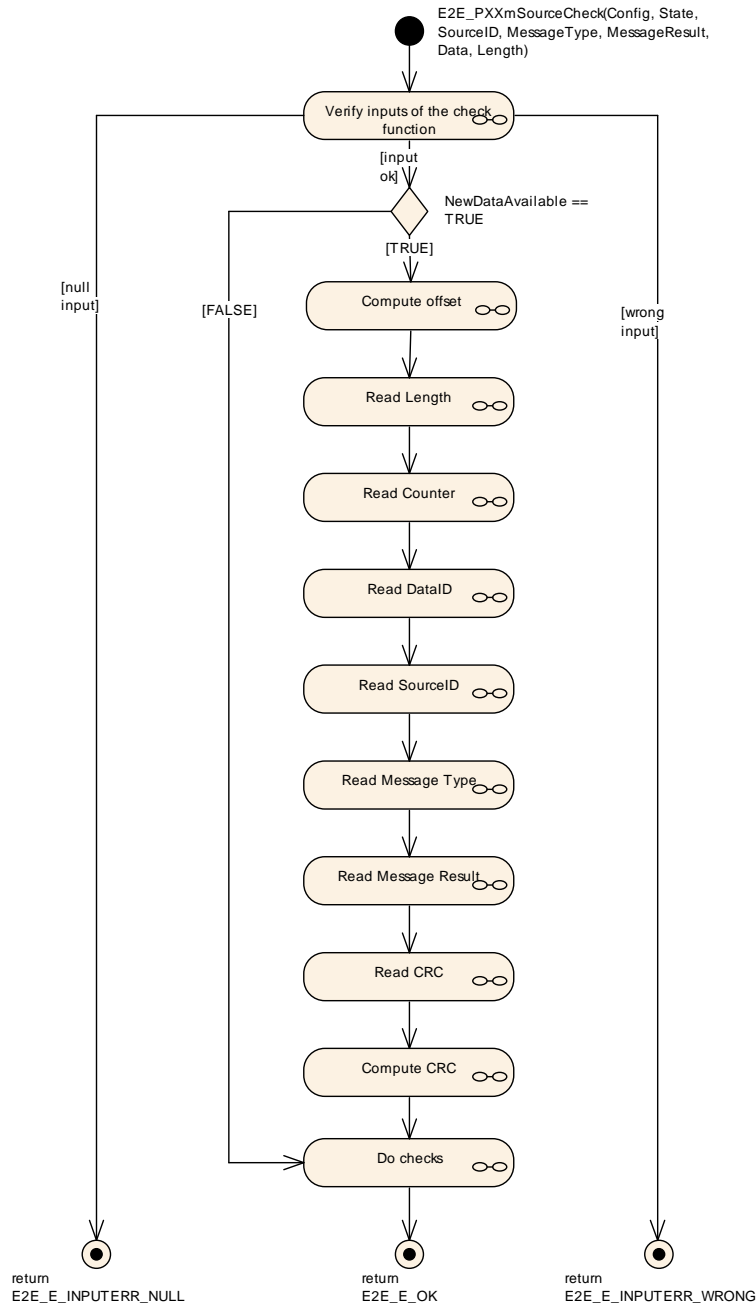 E2E_PXXmSourceCheck(Config, State,
SourceID, MessageType, MessageResult,
Data, Length)
Verify inputs of the check
function
[input
ok]
NewDataAvailable ==
TRUE
[TRUE]
Compute offset
[null
input]
[FALSE]
[wrong
input]
Read Length
Read Counter
Read DataID
Read SourceID
Read Message Type
Read Message Result
Read CRC
Compute CRC
Do checks
return
E2E_E_INPUTERR_NULL
return
E2E_E_OK
return
E2E_E_INPUTERR_WRONG